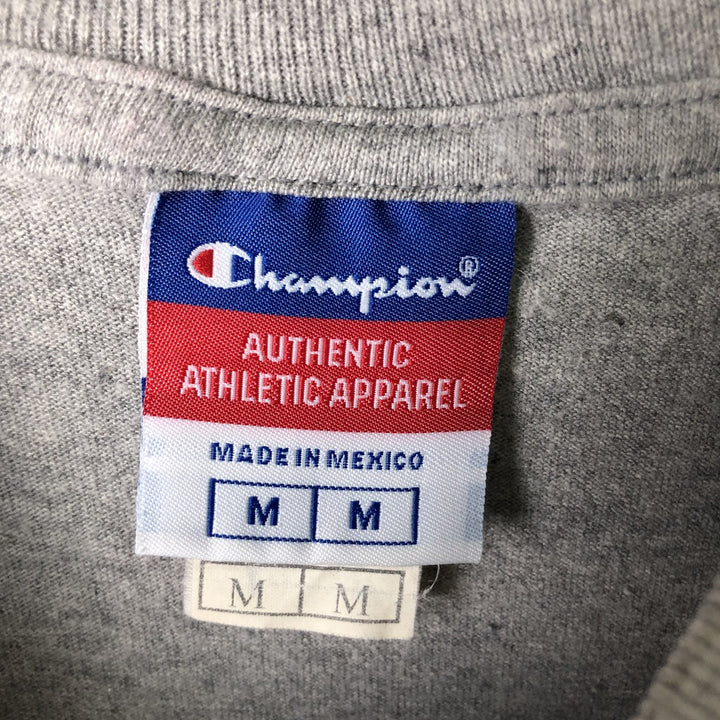 Champion®
AUTHENTIC
ATHLETIC APPAREL
MADE IN MEXICO
M M
M M